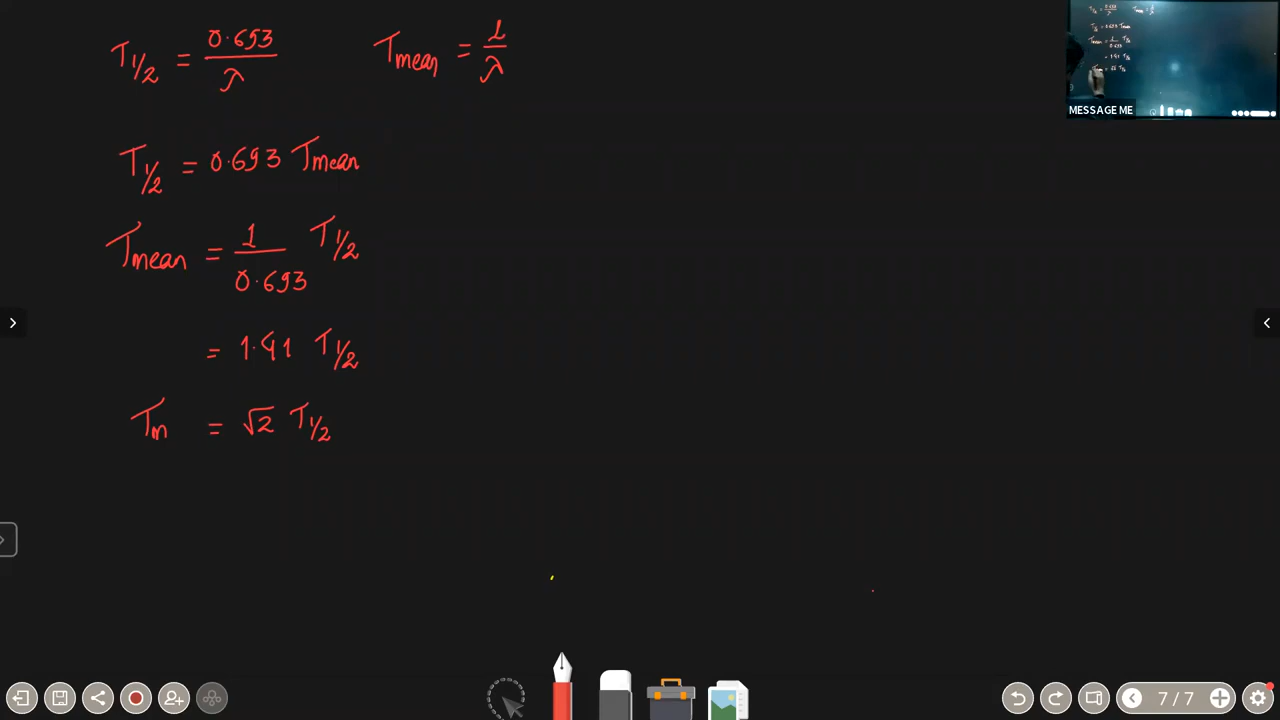 T1/2 = 0.693/λ    Tmean = 1/λ
MESSAGE ME
T1/2 = 0.693 Tmean
Tmean = 1/0.693 T1/2
= 1.41 T1/2
Tm = √2 T1/2
7/7